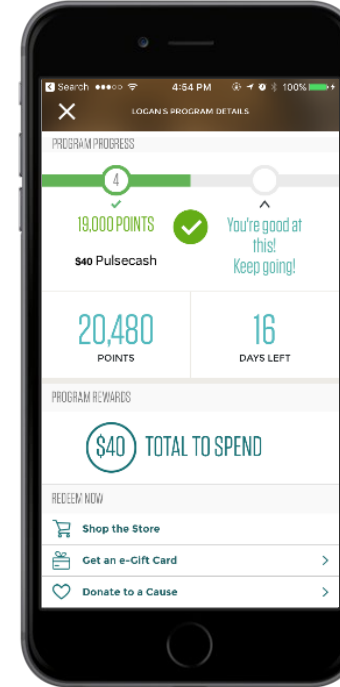 Search 4:54 PM 100%
LOGAN'S PROGRAM DETAILS
PROGRAM PROGRESS
4
19,000 POINTS
$40 Pulsecash
You're good at
this!
Keep going!
20,480
POINTS
16
DAYS LEFT
PROGRAM REWARDS
$40 TOTAL TO SPEND
REDEEM NOW
Shop the Store
Get an e-Gift Card
Donate to a Cause